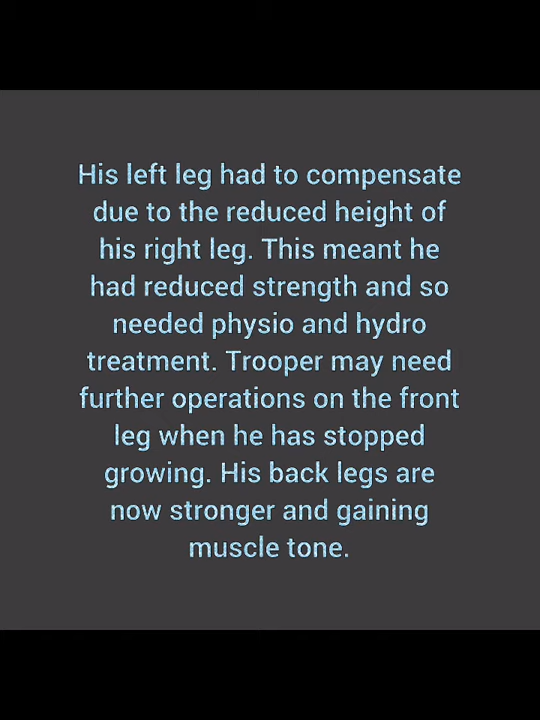 His left leg had to compensate
due to the reduced height of
his right leg. This meant he
had reduced strength and so
needed physio and hydro
treatment. Trooper may need
further operations on the front
leg when he has stopped
growing. His back legs are
now stronger and gaining
muscle tone.